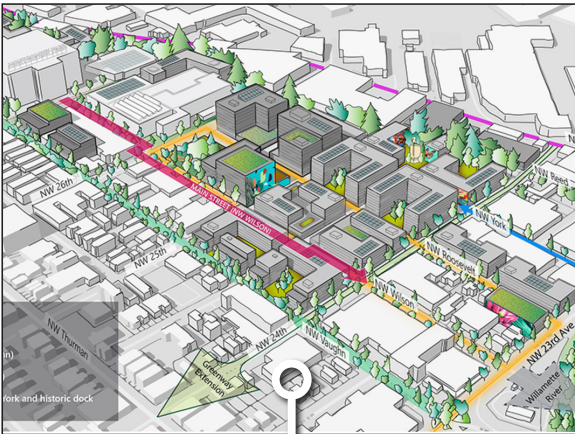 NW 26th
MAIN STREET (NW WILSON)
NW Reed
NW York
NW 25th
NW Roosevelt
NW Wilson
NW Thurman
NW 24th
NW Vaughn
NW 23rd Ave
Greenway
Extension
Willamette
River
York and historic dock